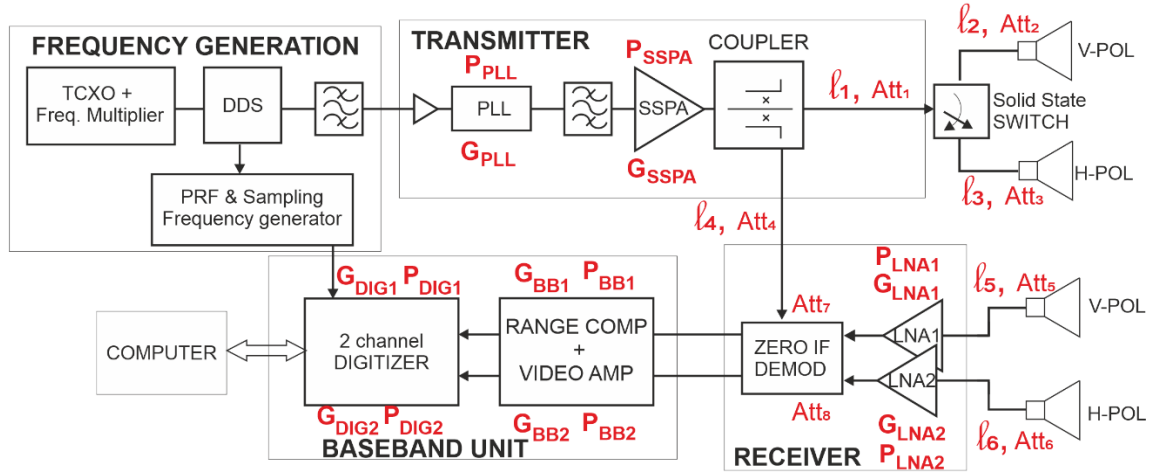 FREQUENCY GENERATION
TCXO +
Freq. Multiplier
DDS
PRF & Sampling
Frequency generator
TRANSMITTER
P_PLL
PLL
G_PLL
P_SSPA
SSPA
G_SSPA
COUPLER
ℓ₁, Att₁
ℓ₂, Att₂
V-POL
Solid State
SWITCH
H-POL
ℓ₃, Att₃
ℓ₄, Att₄
P_LNA1
G_LNA1
ℓ₅, Att₅
V-POL
Att₇
LNA1
ZERO IF
DEMOD
LNA2
Att₈
H-POL
ℓ₆, Att₆
G_LNA2
P_LNA2
RECEIVER
G_DIG1 P_DIG1
G_BB1 P_BB1
2 channel
DIGITIZER
RANGE COMP
+
VIDEO AMP
COMPUTER
G_DIG2 P_DIG2
G_BB2 P_BB2
BASEBAND UNIT